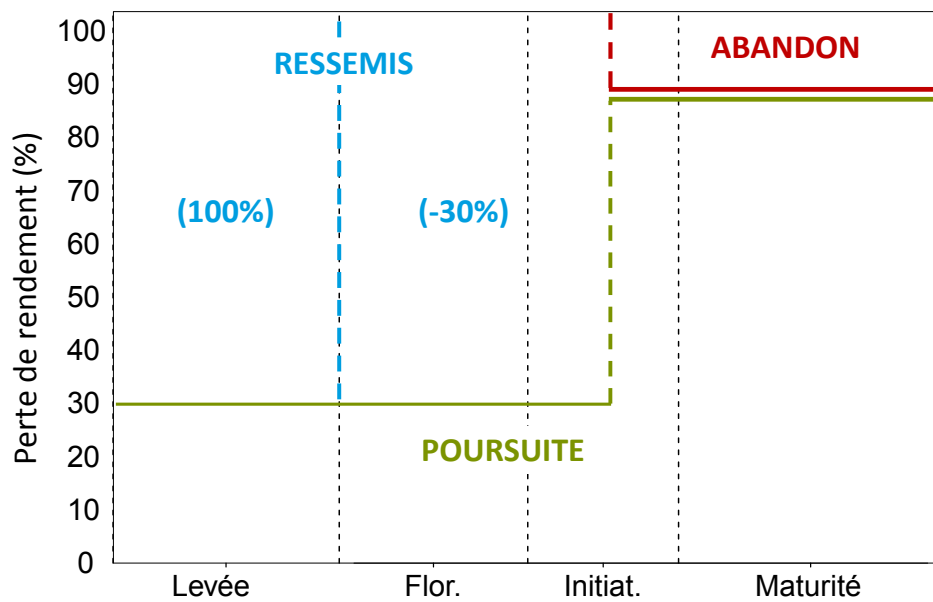 Perte de rendement (%)
100
90
80
70
60
50
40
30
20
10
0
RESSEMIS
ABANDON
(100%)
(-30%)
POURSUITE
Levée
Flor.
Initiat.
Maturité